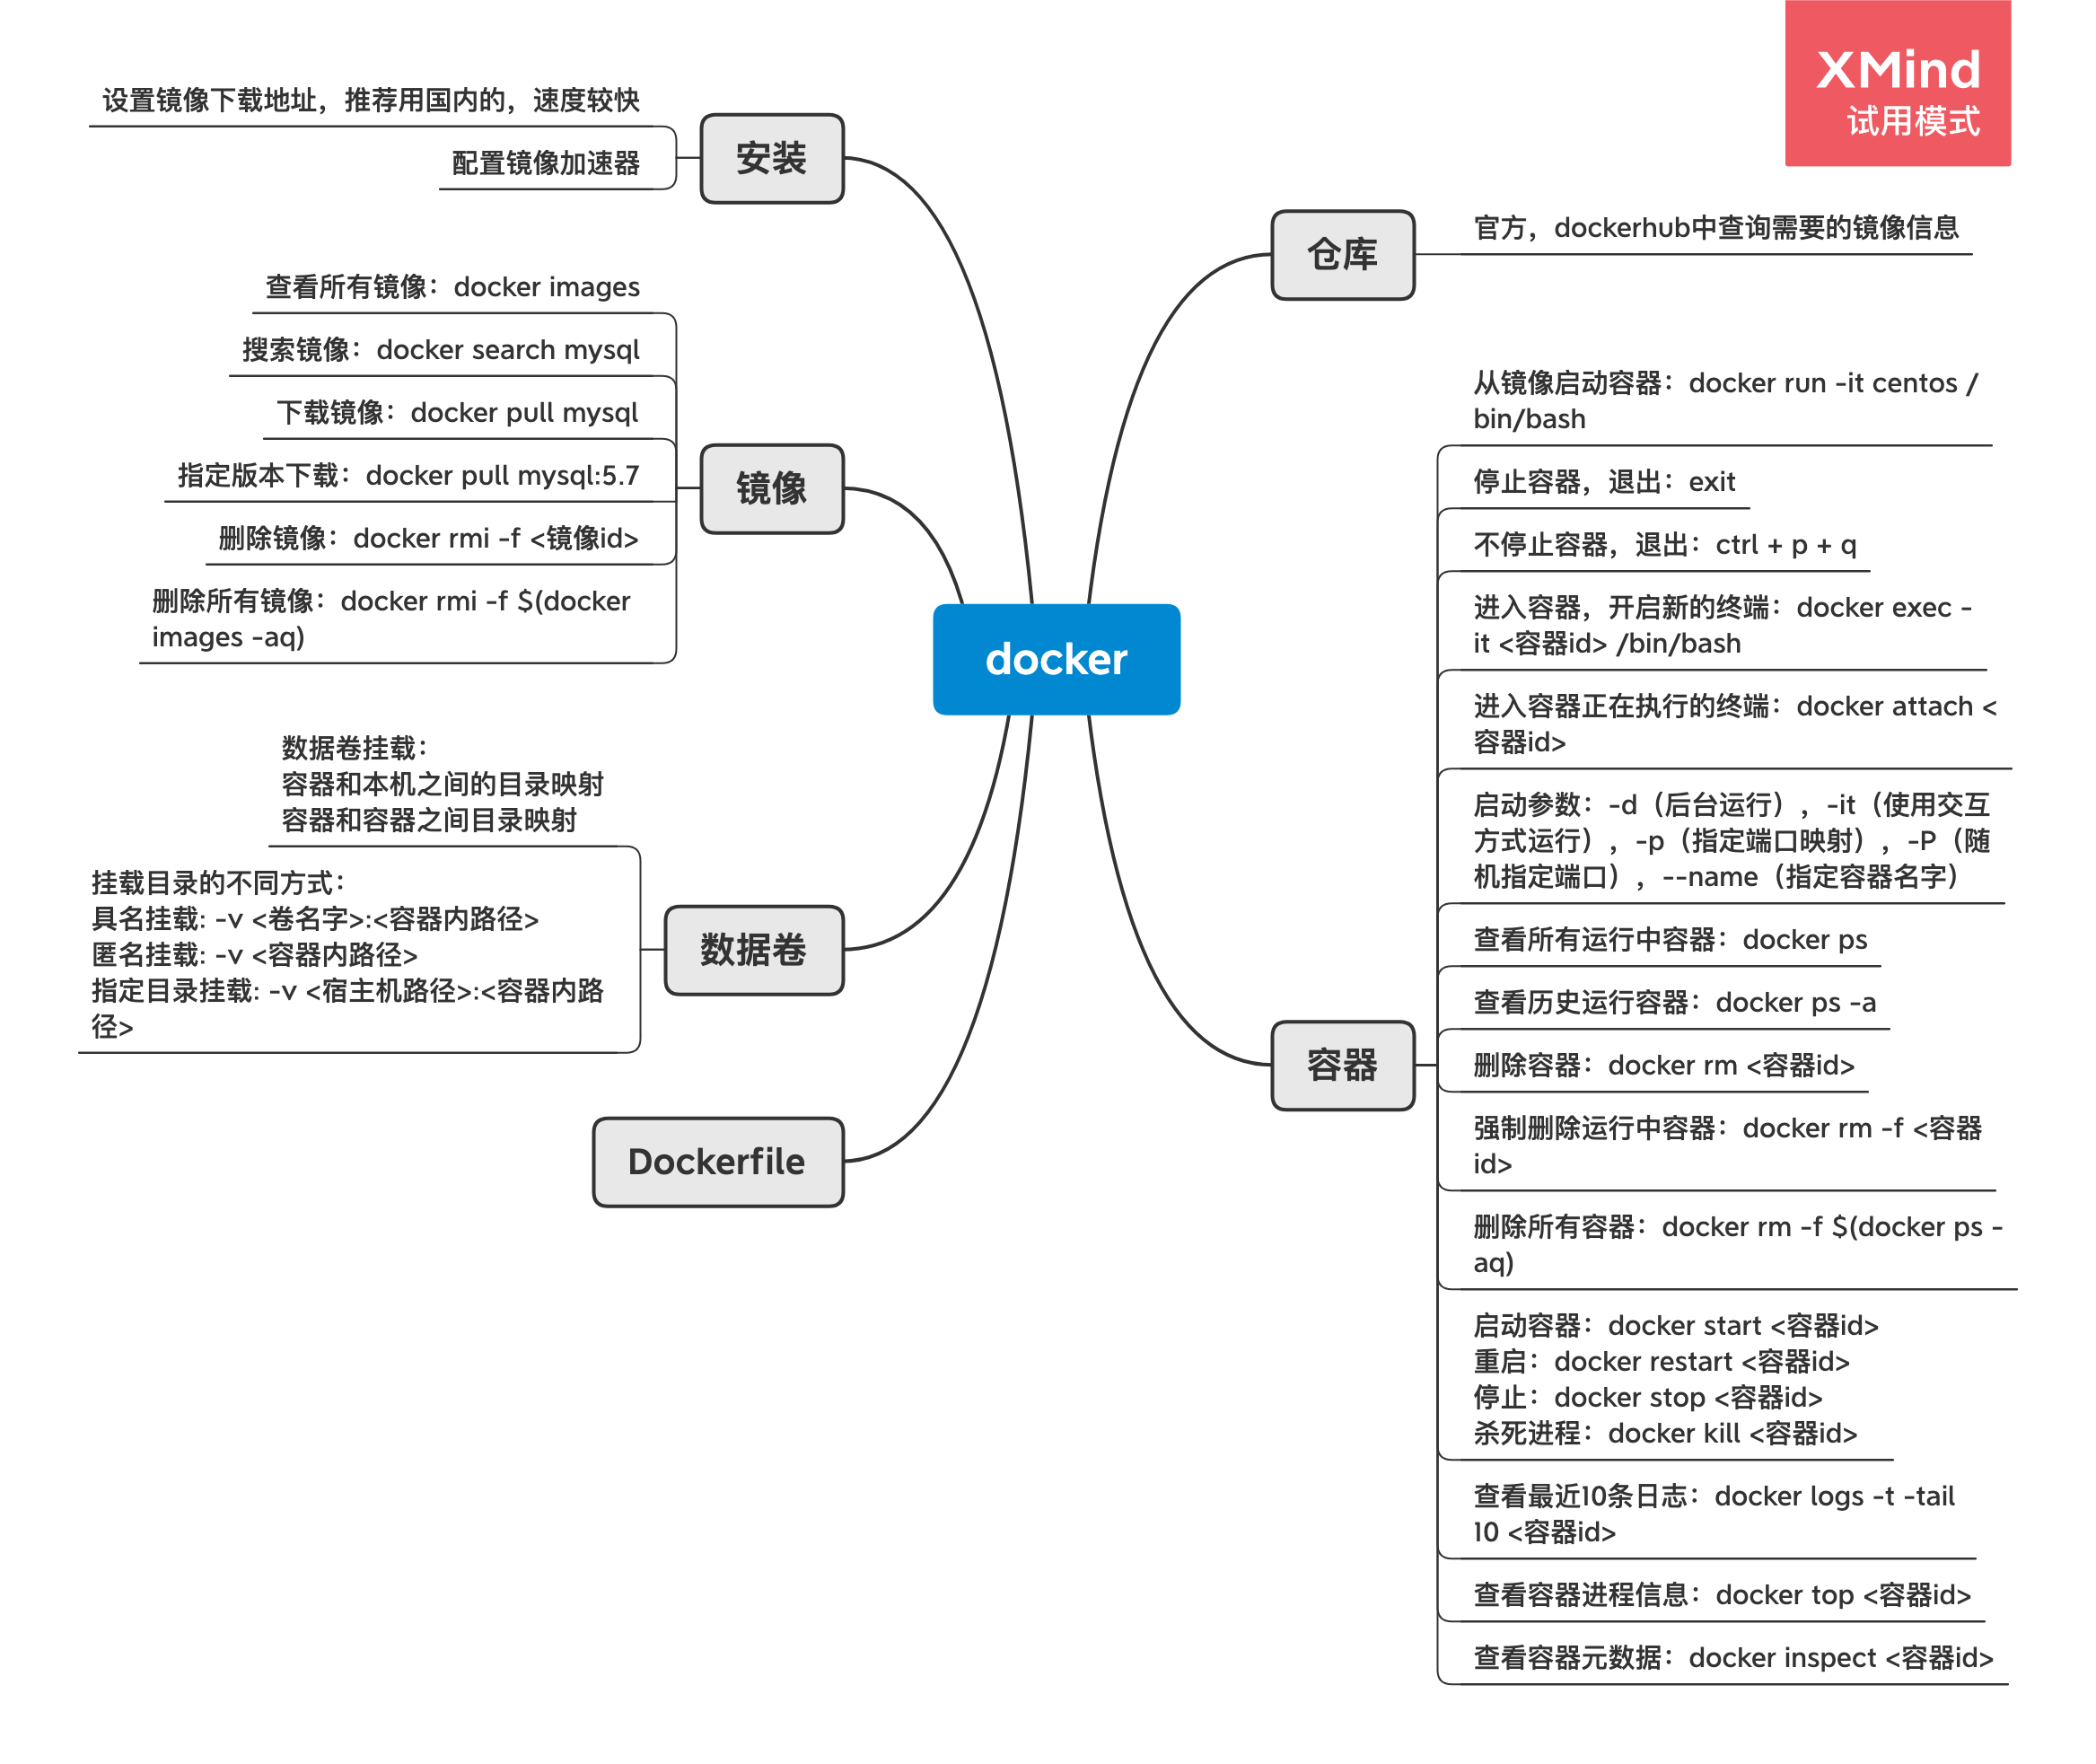 XMind
试用模式
设置镜像下载地址，推荐用国内的，速度较快
配置镜像加速器
安装
查看所有镜像：docker images
搜索镜像：docker search mysql
下载镜像：docker pull mysql
指定版本下载：docker pull mysql:5.7
删除镜像：docker rmi -f <镜像id>
删除所有镜像：docker rmi -f $(docker
images -aq)
镜像
数据卷挂载：
容器和本机之间的目录映射
容器和容器之间目录映射
挂载目录的不同方式：
具名挂载: -v <卷名字>:<容器内路径>
匿名挂载: -v <容器内路径>
指定目录挂载: -v <宿主机路径>:<容器内路
径>
数据卷
Dockerfile
docker
仓库
官方，dockerhub中查询需要的镜像信息
容器
从镜像启动容器：docker run -it centos /
bin/bash
停止容器，退出：exit
不停止容器，退出：ctrl + p + q
进入容器，开启新的终端：docker exec -
it <容器id> /bin/bash
进入容器正在执行的终端：docker attach <
容器id>
启动参数：-d（后台运行），-it（使用交互
方式运行），-p（指定端口映射），-P（随
机指定端口），--name（指定容器名字）
查看所有运行中容器：docker ps
查看历史运行容器：docker ps -a
删除容器：docker rm <容器id>
强制删除运行中容器：docker rm -f <容器
id>
删除所有容器：docker rm -f $(docker ps -
aq)
启动容器：docker start <容器id>
重启：docker restart <容器id>
停止：docker stop <容器id>
杀死进程：docker kill <容器id>
查看最近10条日志：docker logs -t -tail
10 <容器id>
查看容器进程信息：docker top <容器id>
查看容器元数据：docker inspect <容器id>